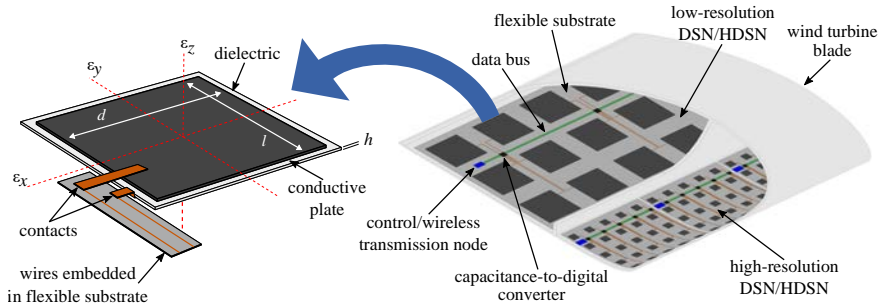 εz
εy
dielectric
d
l
h
εx
conductive
plate
contacts
wires embedded
in flexible substrate
flexible substrate
data bus
low-resolution
DSN/HDSN
wind turbine
blade
control/wireless
transmission node
capacitance-to-digital
converter
high-resolution
DSN/HDSN